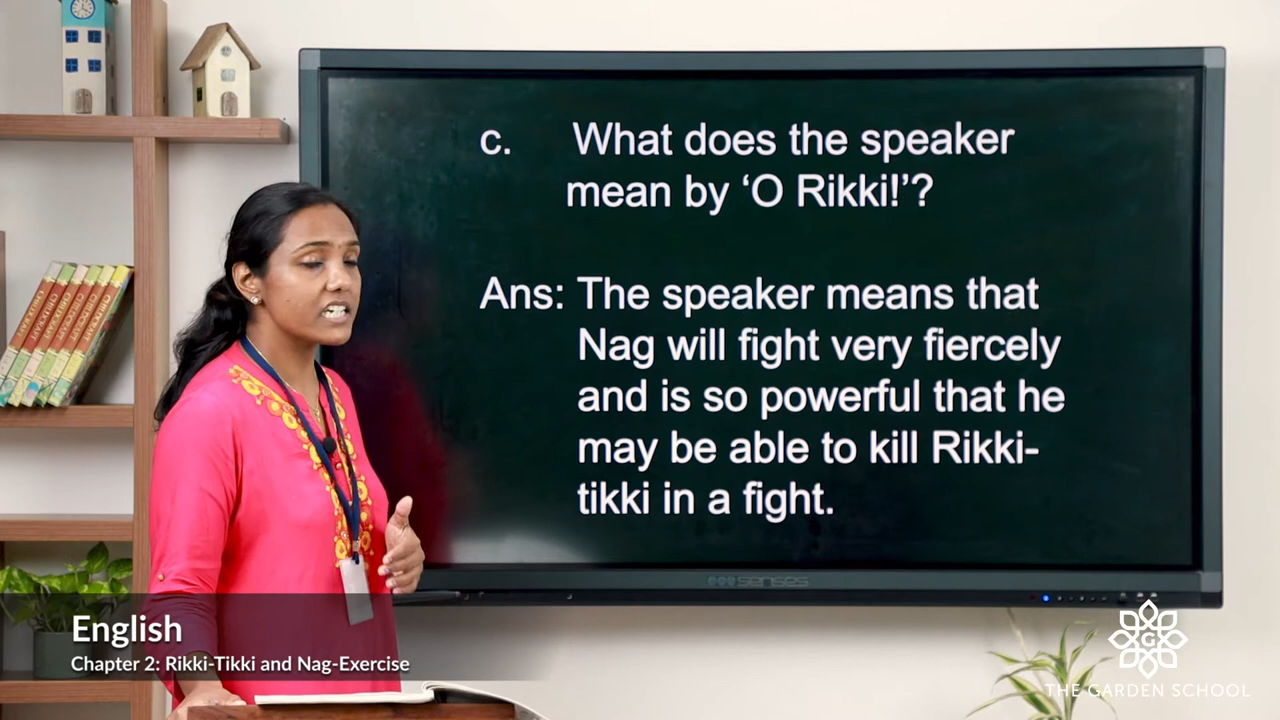 c. What does the speaker
mean by ‘O Rikki!’?
Ans: The speaker means that
Nag will fight very fiercely
and is so powerful that he
may be able to kill Rikki-
tikki in a fight.
senses
English
Chapter 2: Rikki-Tikki and Nag-Exercise
G
THE GARDEN SCHOOL